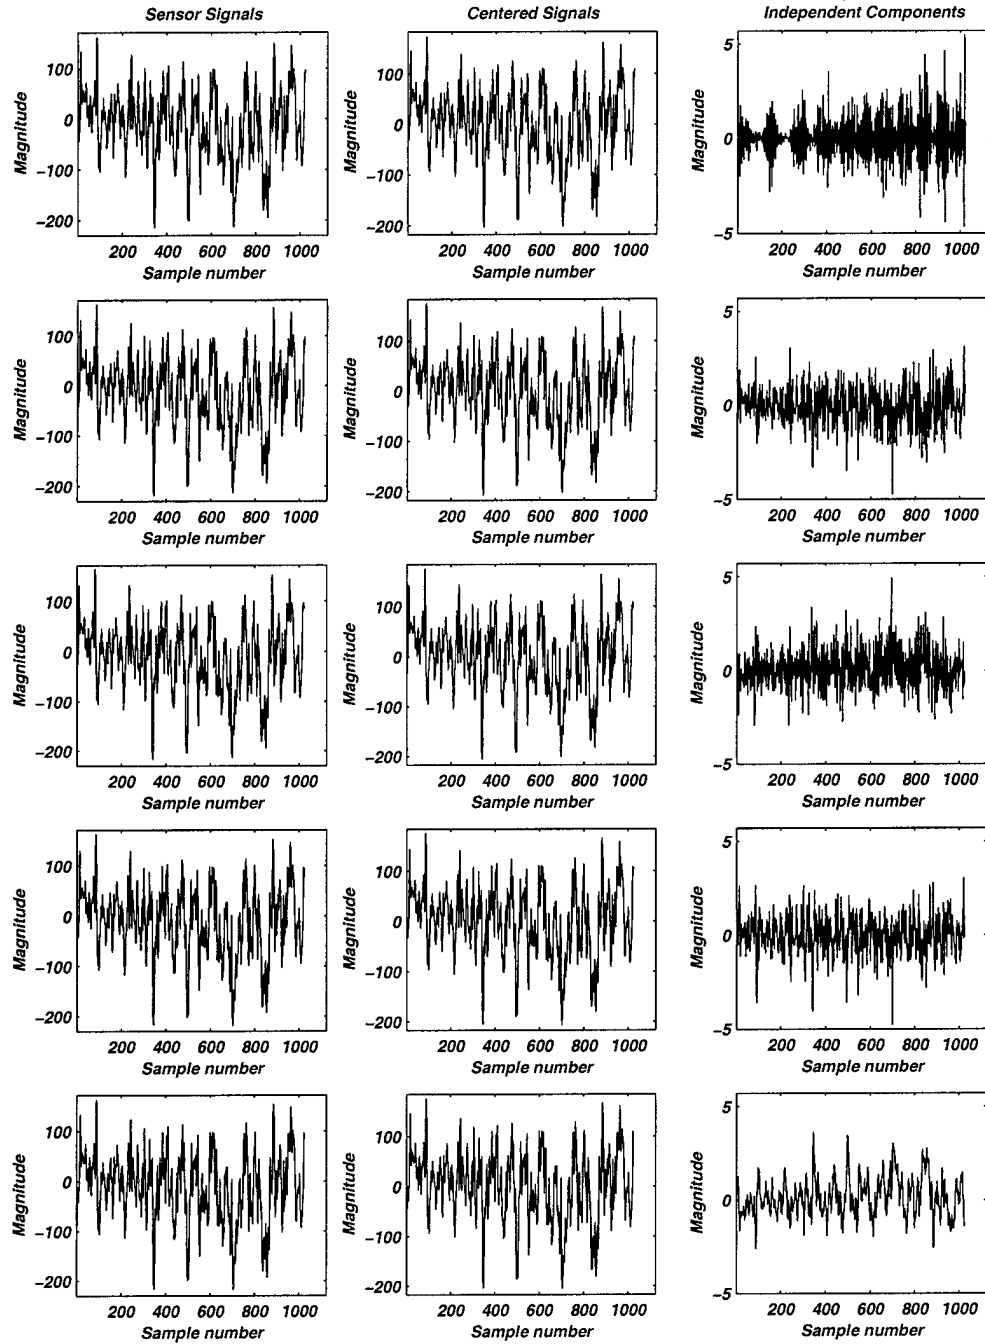 Sensor Signals Centered Signals Independent Components
Magnitude 100 0 −100 −200 200 400 600 800 1000 Sample number
Magnitude 100 0 −100 −200 200 400 600 800 1000 Sample number
Magnitude 5 0 −5 200 400 600 800 1000 Sample number
Magnitude 100 0 −100 −200 200 400 600 800 1000 Sample number
Magnitude 100 0 −100 −200 200 400 600 800 1000 Sample number
Magnitude 5 0 −5 200 400 600 800 1000 Sample number
Magnitude 100 0 −100 −200 200 400 600 800 1000 Sample number
Magnitude 100 0 −100 −200 200 400 600 800 1000 Sample number
Magnitude 5 0 −5 200 400 600 800 1000 Sample number
Magnitude 100 0 −100 −200 200 400 600 800 1000 Sample number
Magnitude 100 0 −100 −200 200 400 600 800 1000 Sample number
Magnitude 5 0 −5 200 400 600 800 1000 Sample number
Magnitude 100 0 −100 −200 200 400 600 800 1000 Sample number
Magnitude 100 0 −100 −200 200 400 600 800 1000 Sample number
Magnitude 5 0 −5 200 400 600 800 1000 Sample number